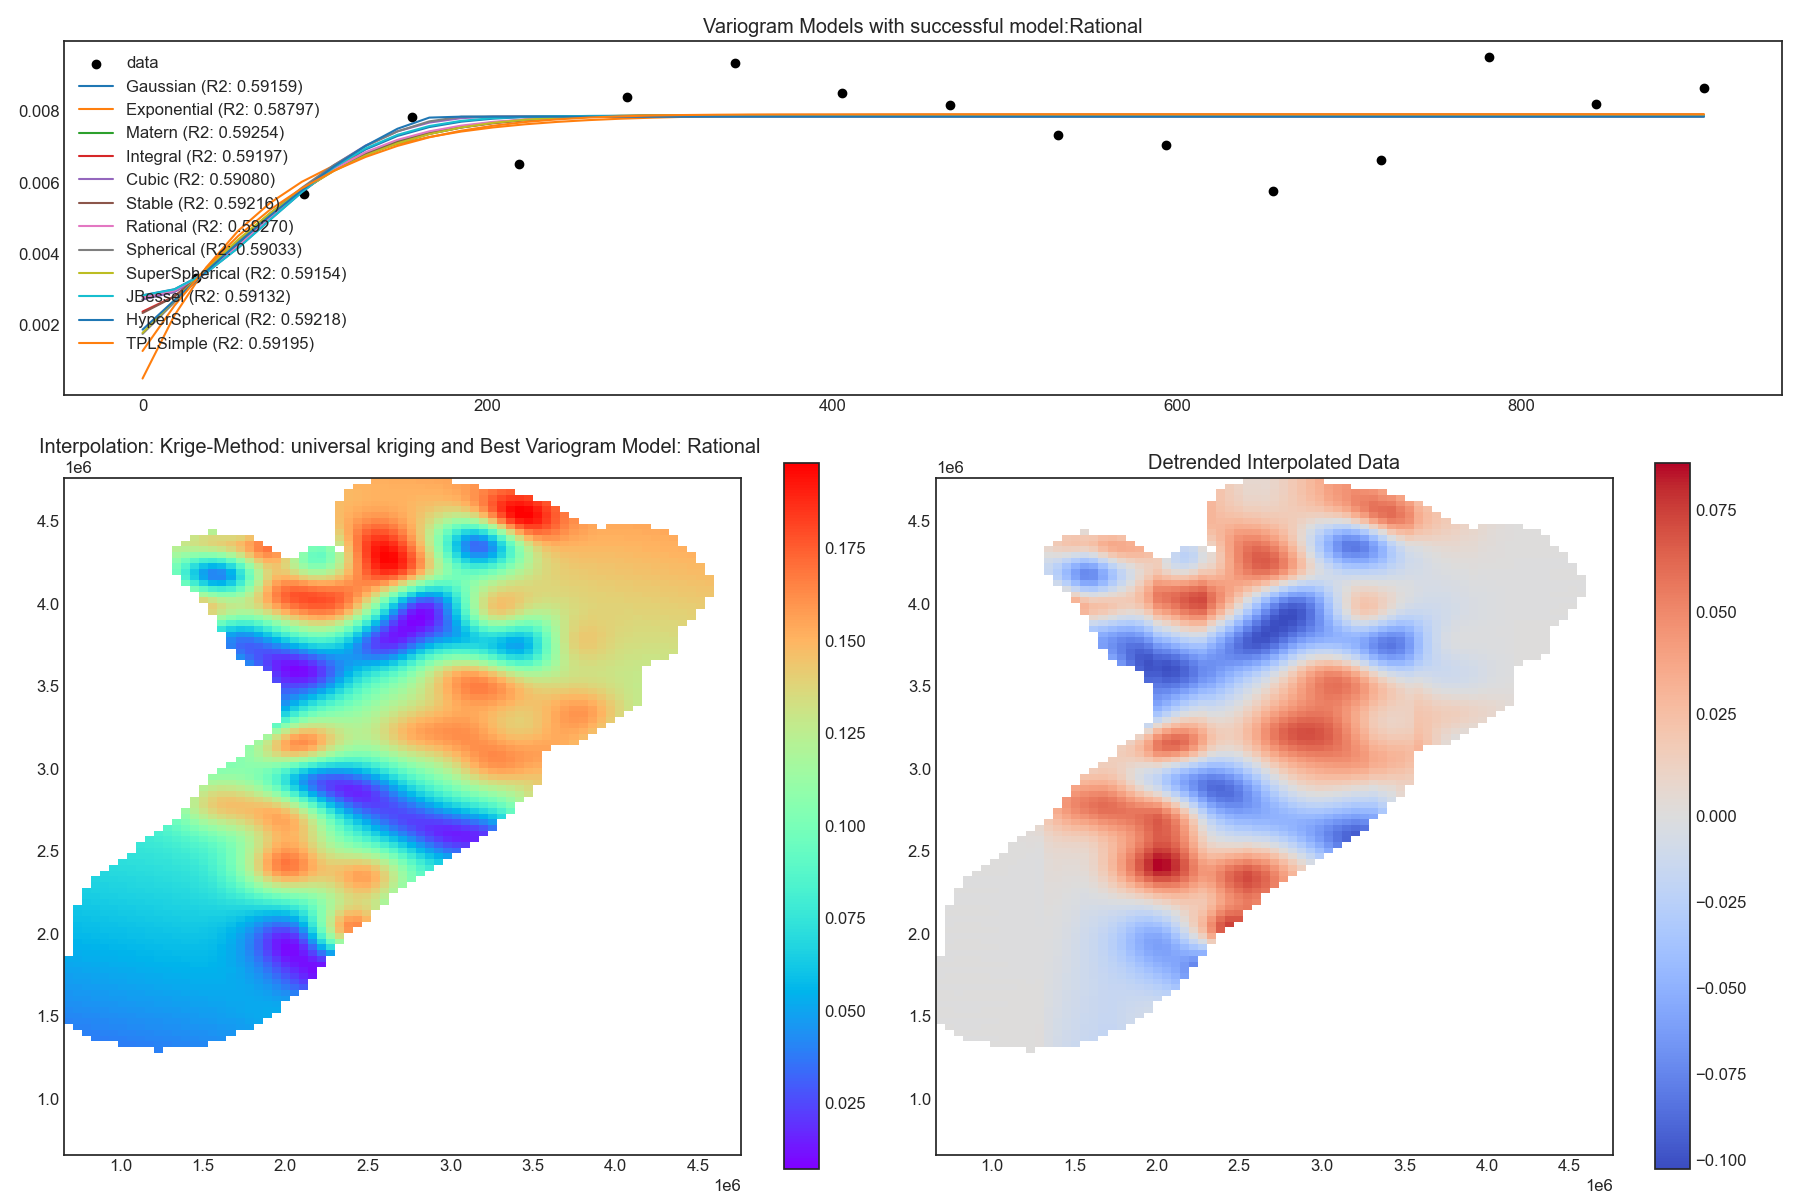 Variogram Models with successful model:Rational
data
Gaussian (R2: 0.59159)
Exponential (R2: 0.58797)
Matern (R2: 0.59254)
Integral (R2: 0.59197)
Cubic (R2: 0.59080)
Stable (R2: 0.59216)
Rational (R2: 0.59270)
Spherical (R2: 0.59033)
SuperSpherical (R2: 0.59154)
JBessel (R2: 0.59132)
HyperSpherical (R2: 0.59218)
TPLSimple (R2: 0.59195)
0.008
0.006
0.004
0.002
0 200 400 600 800
Interpolation: Krige-Method: universal kriging and Best Variogram Model: Rational
1e6
4.5
4.0
3.5
3.0
2.5
2.0
1.5
1.0
1.0 1.5 2.0 2.5 3.0 3.5 4.0 4.5
1e6
0.175
0.150
0.125
0.100
0.075
0.050
0.025
Detrended Interpolated Data
1e6
4.5
4.0
3.5
3.0
2.5
2.0
1.5
1.0
1.0 1.5 2.0 2.5 3.0 3.5 4.0 4.5
1e6
0.075
0.050
0.025
0.000
−0.025
−0.050
−0.075
−0.100